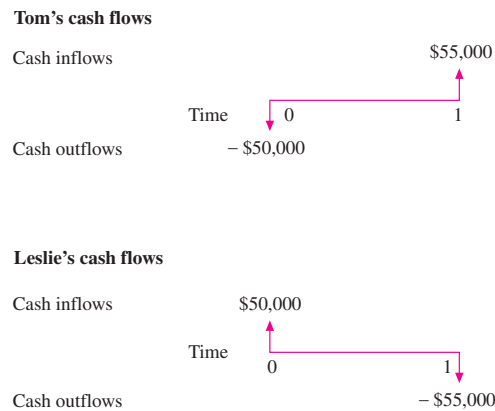 Tom's cash flows
Cash inflows $55,000
Time 0 1
Cash outflows – $50,000
Leslie's cash flows
Cash inflows $50,000
Time 0 1
Cash outflows – $55,000